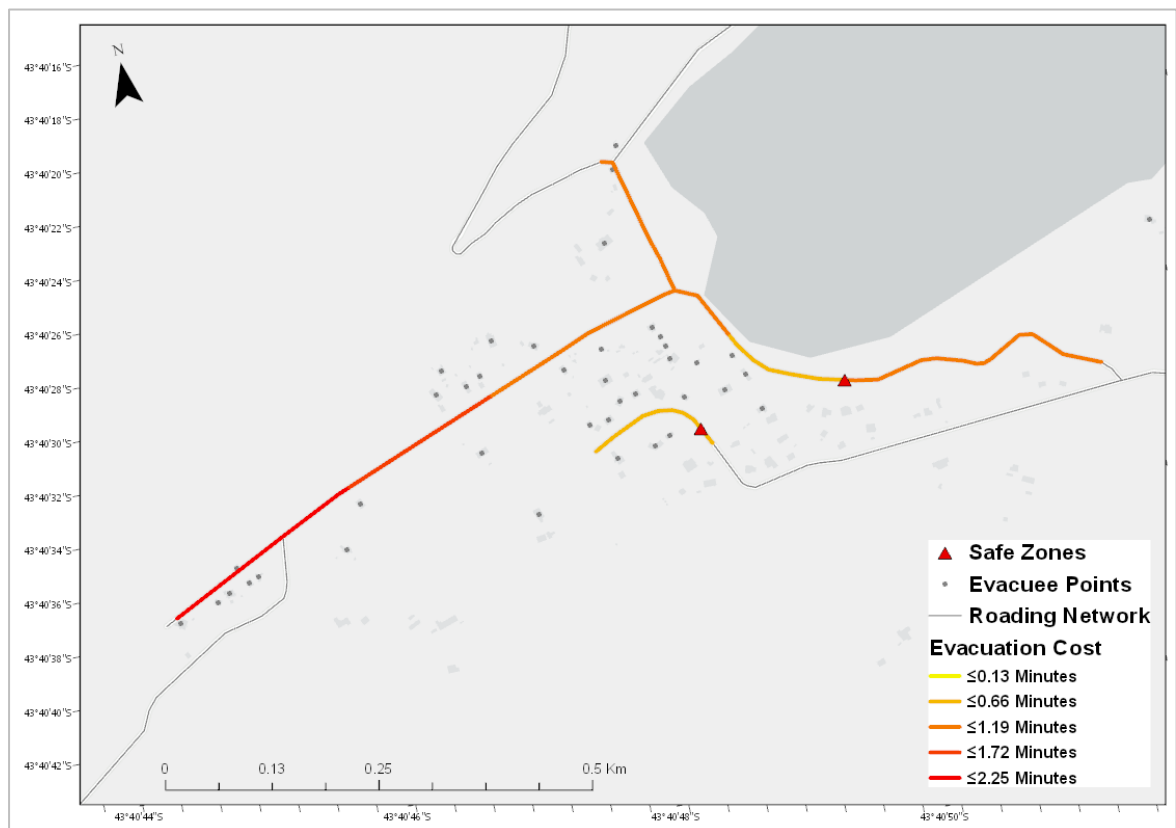 N
43°40'16"S
43°40'18"S
43°40'20"S
43°40'22"S
43°40'24"S
43°40'26"S
43°40'28"S
43°40'30"S
43°40'32"S
43°40'34"S
43°40'36"S
43°40'38"S
43°40'40"S
43°40'42"S
Safe Zones
Evacuee Points
Roading Network
Evacuation Cost
≤0.13 Minutes
≤0.66 Minutes
≤1.19 Minutes
≤1.72 Minutes
≤2.25 Minutes
0 0.13 0.25 0.5 Km
43°40'44"S 43°40'46"S 43°40'48"S 43°40'50"S